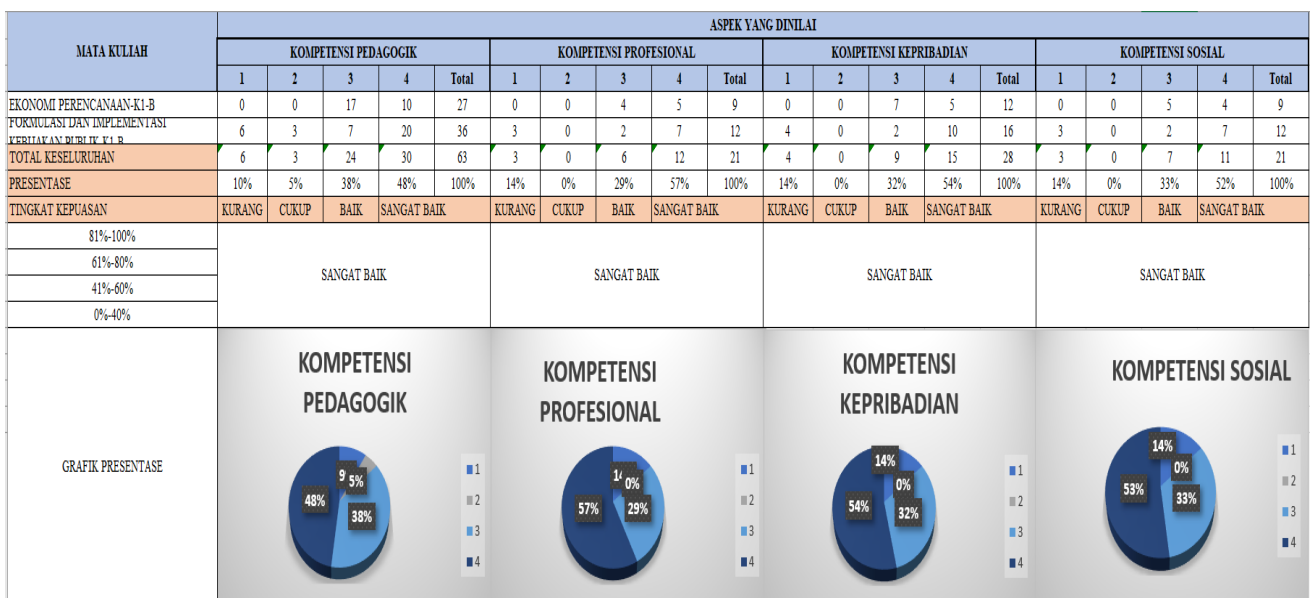 ASPEK YANG DINILAI
MATA KULIAH
KOMPETENSI PEDAGOGIK KOMPETENSI PROFESIONAL KOMPETENSI KEPRIBADIAN KOMPETENSI SOSIAL
1 2 3 4 Total 1 2 3 4 Total 1 2 3 4 Total 1 2 3 4 Total
EKONOMI PERENCANAAN-K1-B 0 0 17 10 27 0 0 4 5 9 0 0 7 5 12 0 0 5 4 9
FORMULASI DAN IMPLEMENTASI
KEBIJAKAN PUBLIK-K1-B 6 3 7 20 36 3 0 2 7 12 4 0 2 10 16 3 0 2 7 12
TOTAL KESELURUHAN 6 3 24 30 63 3 0 6 12 21 4 0 9 15 28 3 0 7 11 21
PRESENTASE 10% 5% 38% 48% 100% 14% 0% 29% 57% 100% 14% 0% 32% 54% 100% 14% 0% 33% 52% 100%
TINGKAT KEPUASAN KURANG CUKUP BAIK SANGAT BAIK KURANG CUKUP BAIK SANGAT BAIK KURANG CUKUP BAIK SANGAT BAIK KURANG CUKUP BAIK SANGAT BAIK
81%-100%
61%-80%
41%-60%
0%-40%
SANGAT BAIK SANGAT BAIK SANGAT BAIK SANGAT BAIK
GRAFIK PRESENTASE
KOMPETENSI
PEDAGOGIK
5%
48%
38%
1
2
3
4
KOMPETENSI
PROFESIONAL
0%
57%
29%
1
2
3
4
KOMPETENSI
KEPRIBADIAN
14%
0%
54%
32%
1
2
3
4
KOMPETENSI SOSIAL
14%
0%
53%
33%
1
2
3
4